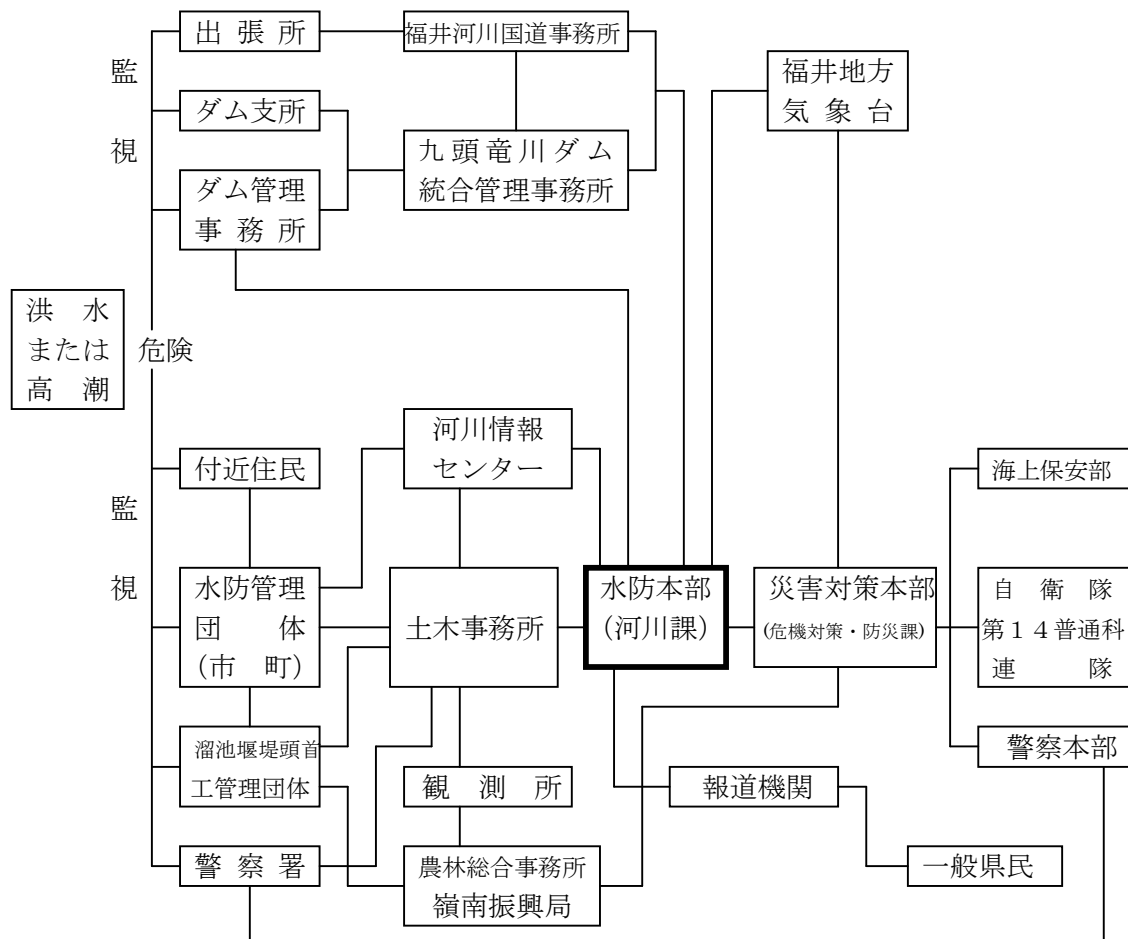 出張所
福井河川国道事務所
監
視
福井地方
気象台
ダム支所
九頭竜川ダム
統合管理事務所
ダム管理
事務所
洪水
または
高潮
危険
河川情報
センター
付近住民
海上保安部
監
視
水防管理
団体
(市町)
土木事務所
水防本部
(河川課)
災害対策本部
(危機対策・防災課)
自衛隊
第14普通科
連隊
溜池堰堤頭首
工管理団体
警察本部
観測所
報道機関
警察署
農林総合事務所
嶺南振興局
一般県民